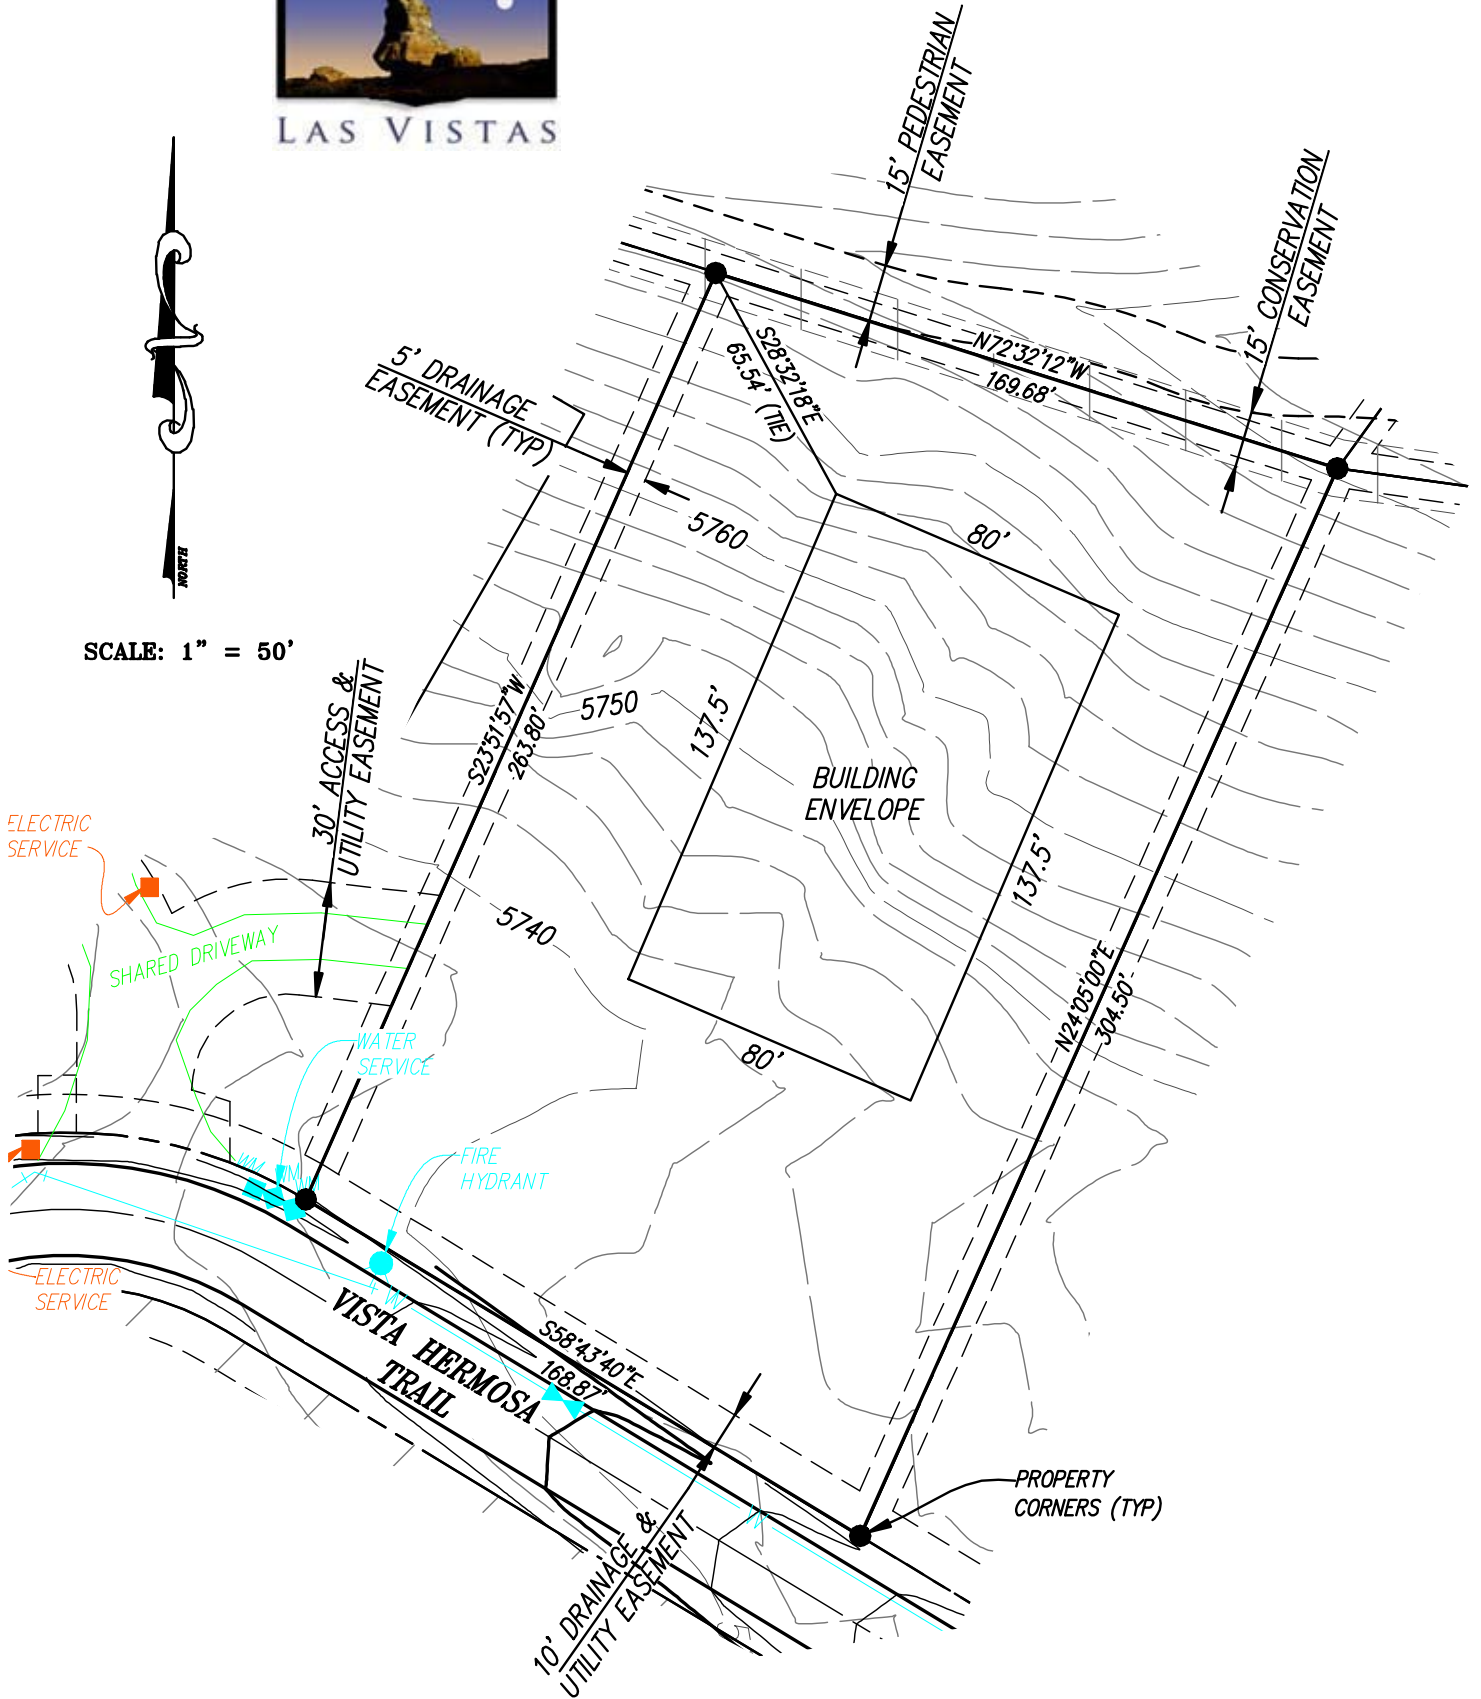 LAS VISTAS
15' PEDESTRIAN
EASEMENT
15' CONSERVATION
EASEMENT
NORTH
SCALE: 1" = 50'
5' DRAINAGE
EASEMENT (TYP)
S28°32'18"E
65.54' (TIE)
N72°32'12"W
169.68'
5760
80'
30' ACCESS &
UTILITY EASEMENT
S23°51'57"W
263.80'
5750
137.5'
BUILDING
ENVELOPE
137.5'
ELECTRIC
SERVICE
SHARED DRIVEWAY
5740
N24°05'00"E
304.50'
WATER
SERVICE
80'
WM
WM
WM
FIRE
HYDRANT
ELECTRIC
SERVICE
W
VISTA HERMOSA
TRAIL
S58°43'40"E
168.87'
W
PROPERTY
CORNERS (TYP)
10' DRAINAGE &
UTILITY EASEMENT